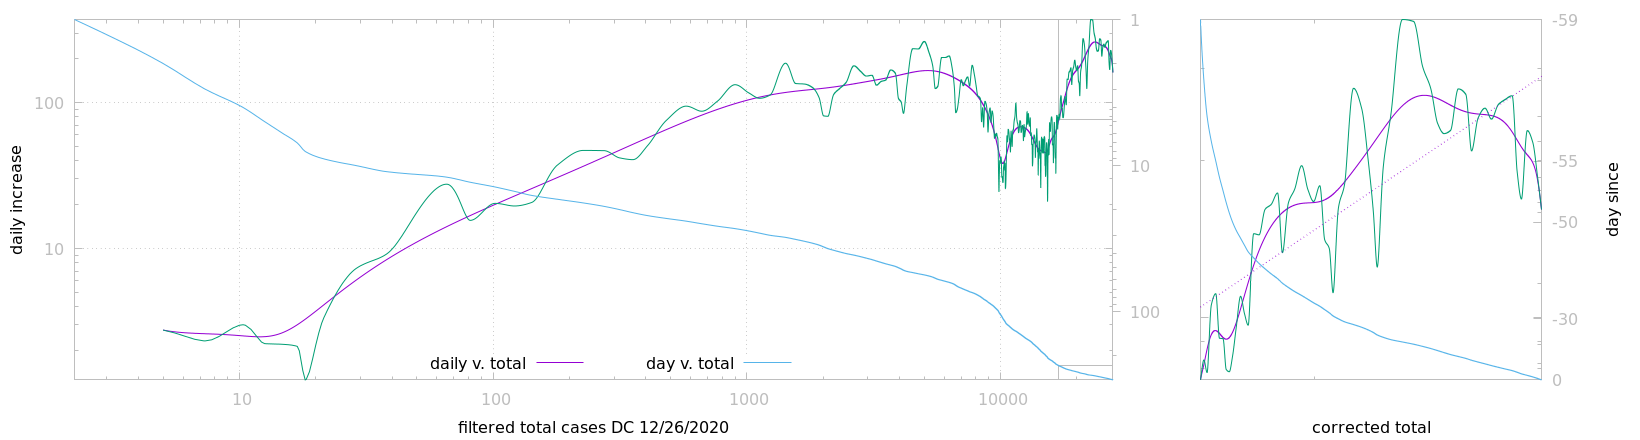 daily increase
100
10
10
100
1000
10000
1
10
100
daily v. total
day v. total
filtered total cases DC 12/26/2020
-59
-55
-50
-30
0
day since
corrected total